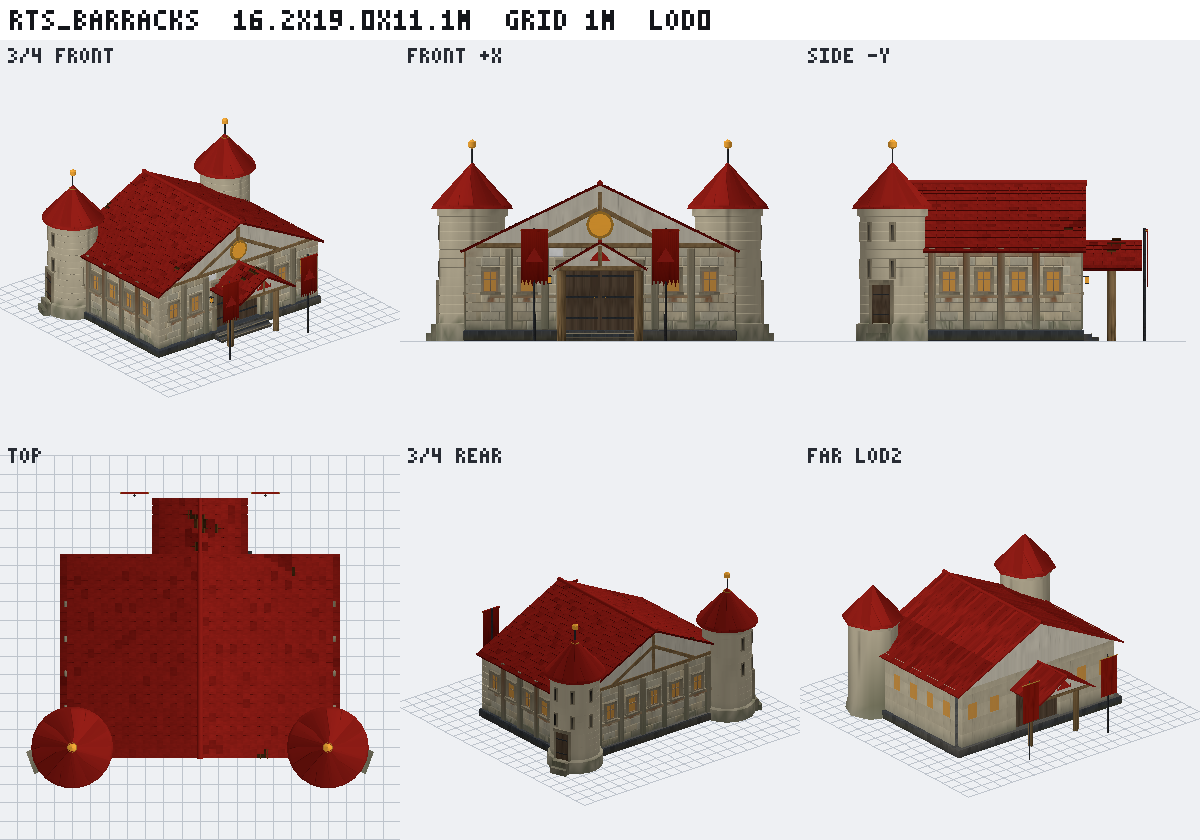 RTS_BARRACKS 16.2X19.0X11.1M GRID 1M LOD0
3/4 FRONT
FRONT +X
SIDE -Y
TOP
3/4 REAR
FAR LOD2